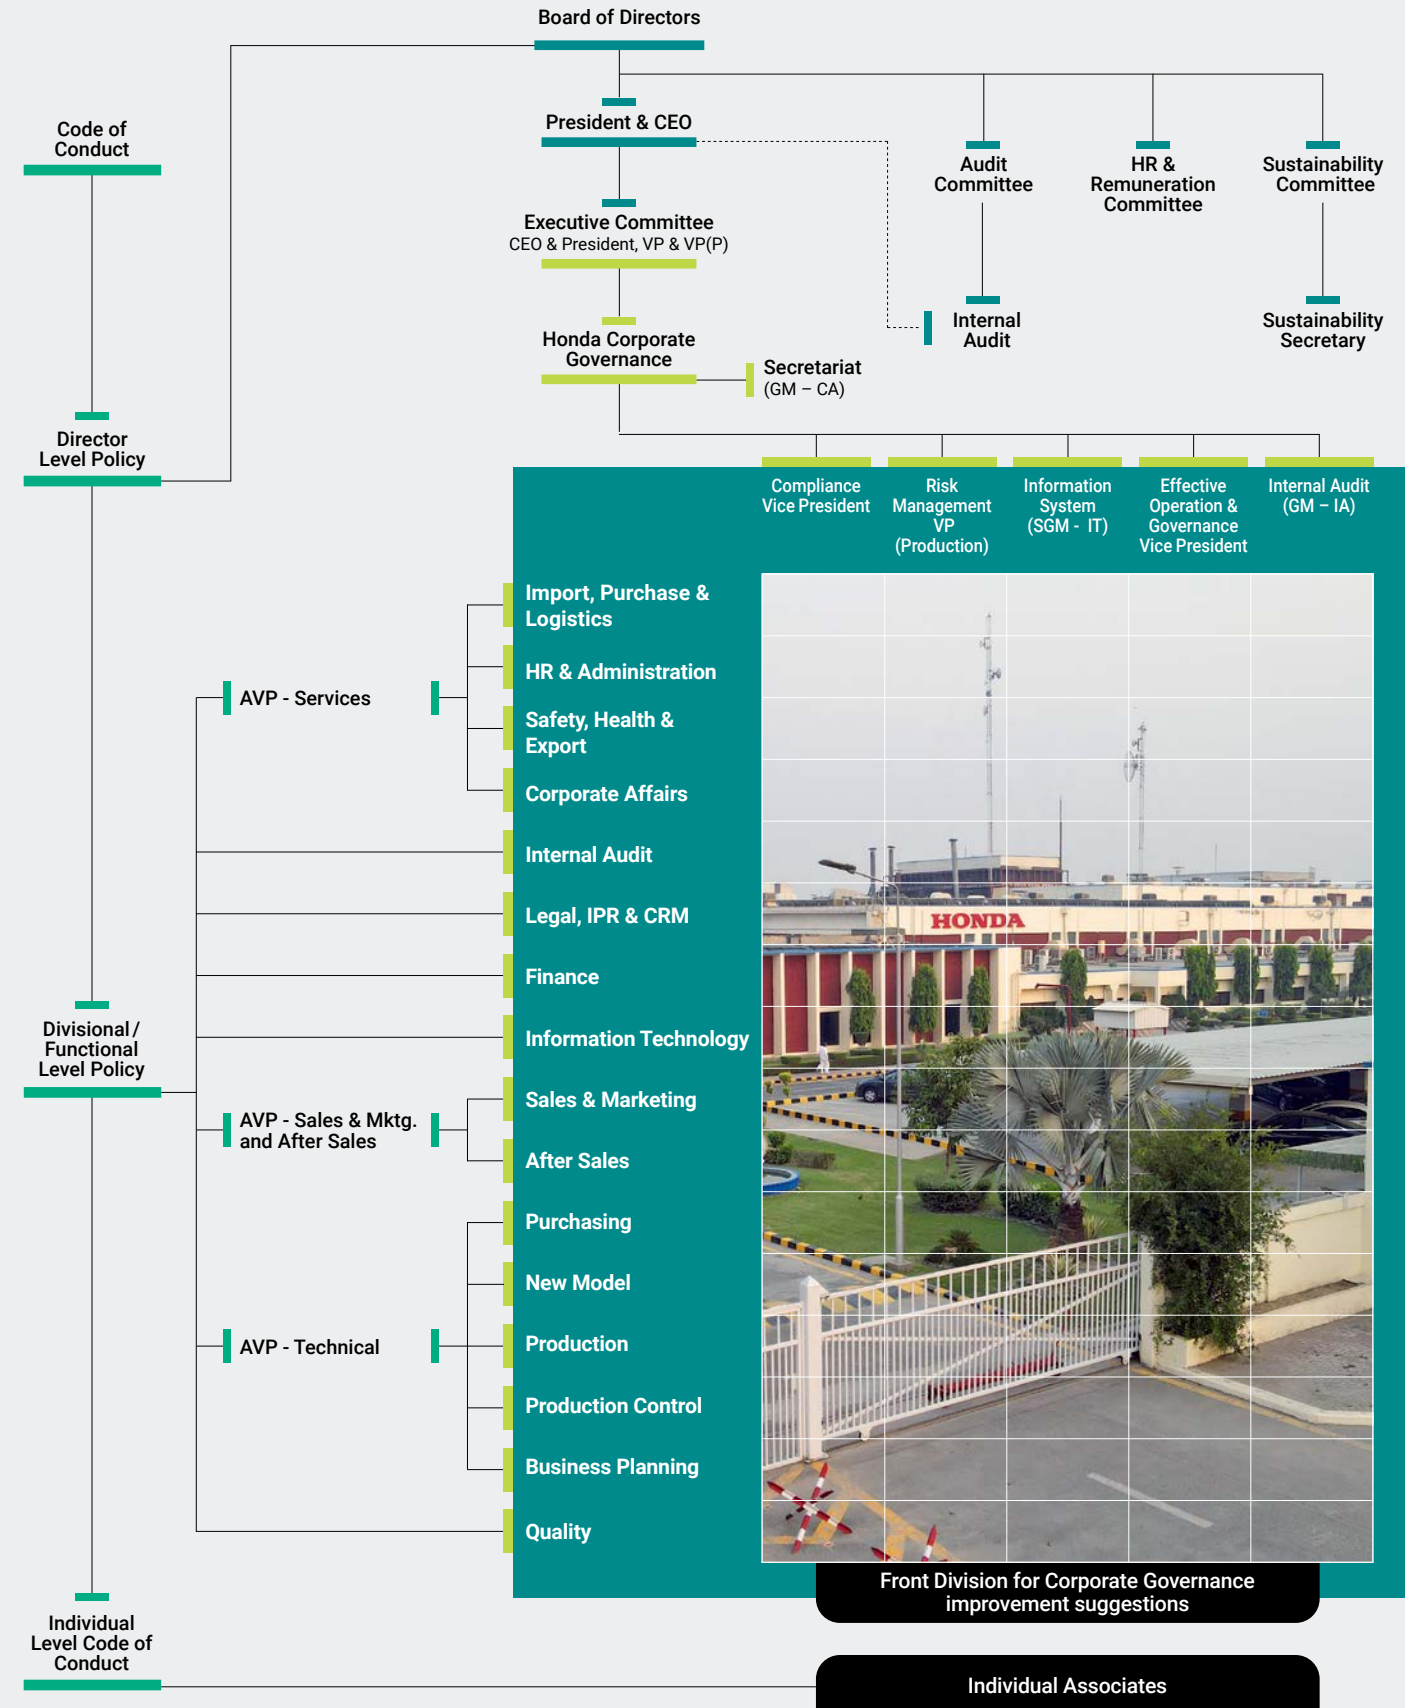 Board of Directors
Code of
Conduct
President & CEO
Audit
Committee
HR &
Remuneration
Committee
Sustainability
Committee
Executive Committee
CEO & President, VP & VP(P)
Internal
Audit
Sustainability
Secretary
Honda Corporate
Governance
Secretariat
(GM – CA)
Director
Level Policy
Compliance
Vice President
Risk
Management
VP
(Production)
Information
System
(SGM - IT)
Effective
Operation &
Governance
Vice President
Internal Audit
(GM – IA)
AVP - Services
Import, Purchase &
Logistics
HR & Administration
Safety, Health &
Export
Corporate Affairs
Internal Audit
Legal, IPR & CRM
HONDA
Finance
Divisional /
Functional
Level Policy
Information Technology
AVP - Sales & Mktg.
and After Sales
Sales & Marketing
After Sales
AVP - Technical
Purchasing
New Model
Production
Production Control
Business Planning
Quality
Front Division for Corporate Governance
improvement suggestions
Individual
Level Code of
Conduct
Individual Associates